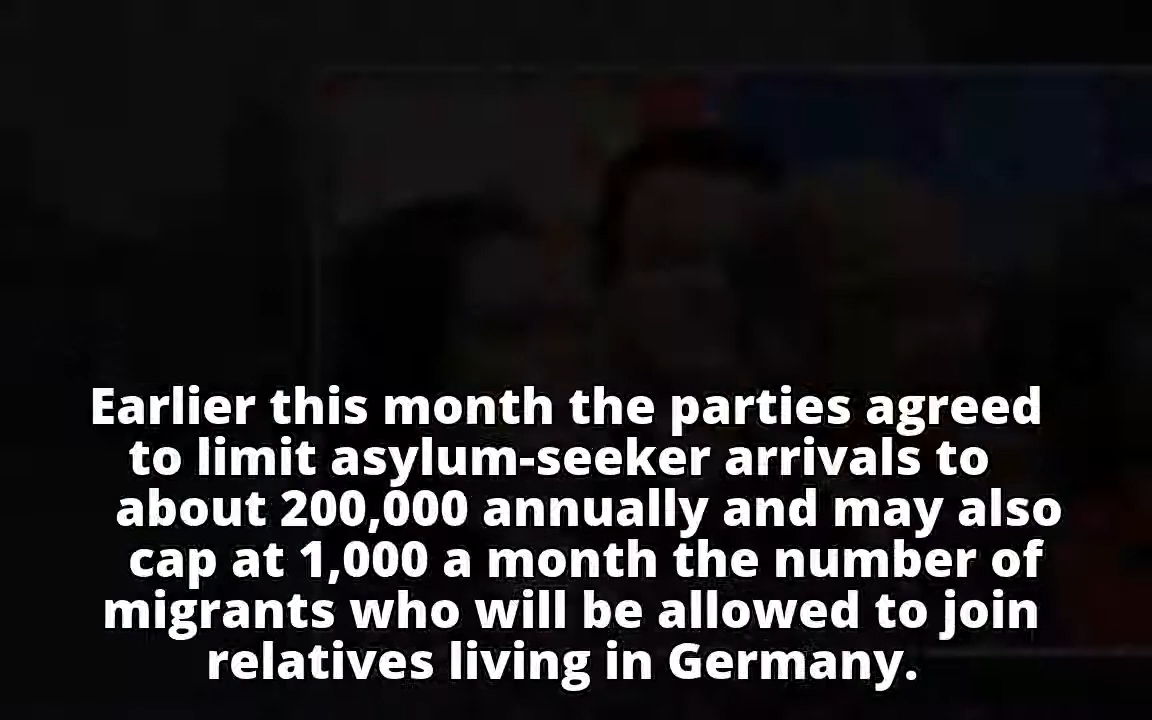 Earlier this month the parties agreed
to limit asylum-seeker arrivals to
about 200,000 annually and may also
cap at 1,000 a month the number of
migrants who will be allowed to join
relatives living in Germany.